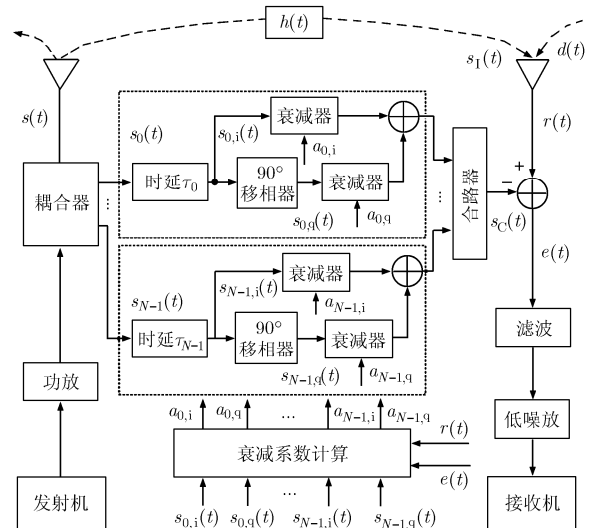 h(t)
s_I(t)
d(t)
s(t)
r(t)
s_0(t)
s_{0,i}(t)
衰减器
a_{0,i}
耦合器
时延τ_0
90°
移相器
衰减器
s_{0,q}(t)
a_{0,q}
...
...
合路器
+
−
s_C(t)
e(t)
s_{N−1}(t)
s_{N−1,i}(t)
衰减器
a_{N−1,i}
时延τ_{N−1}
90°
移相器
衰减器
s_{N−1,q}(t)
a_{N−1,q}
滤波
功放
a_{0,i} a_{0,q} ... a_{N−1,i} a_{N−1,q}
低噪放
衰减系数计算
r(t)
e(t)
...
s_{0,i}(t) s_{0,q}(t) s_{N−1,i}(t) s_{N−1,q}(t)
发射机
接收机